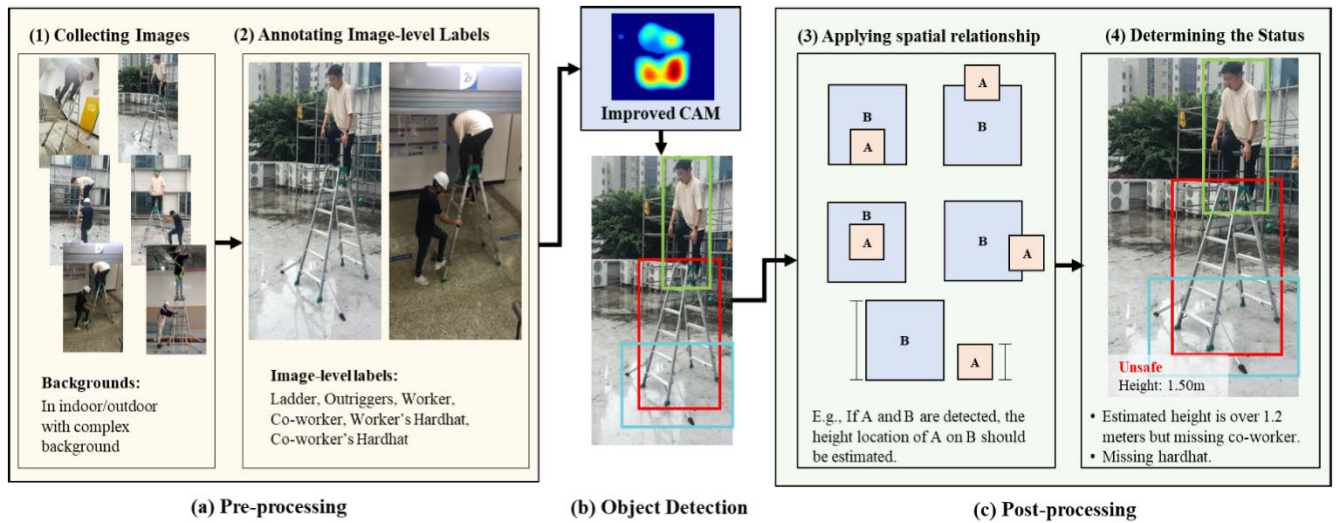 (1) Collecting Images
Backgrounds:
In indoor/outdoor
with complex
background
(2) Annotating Image-level Labels
Image-level labels:
Ladder, Outriggers, Worker,
Co-worker, Worker's Hardhat,
Co-worker's Hardhat
(a) Pre-processing
Improved CAM
(b) Object Detection
(3) Applying spatial relationship
B
A
A
B
B
A
B
A
B
A
E.g., If A and B are detected, the
height location of A on B should
be estimated.
(4) Determining the Status
Unsafe
Height: 1.50m
• Estimated height is over 1.2
meters but missing co-worker.
• Missing hardhat.
(c) Post-processing